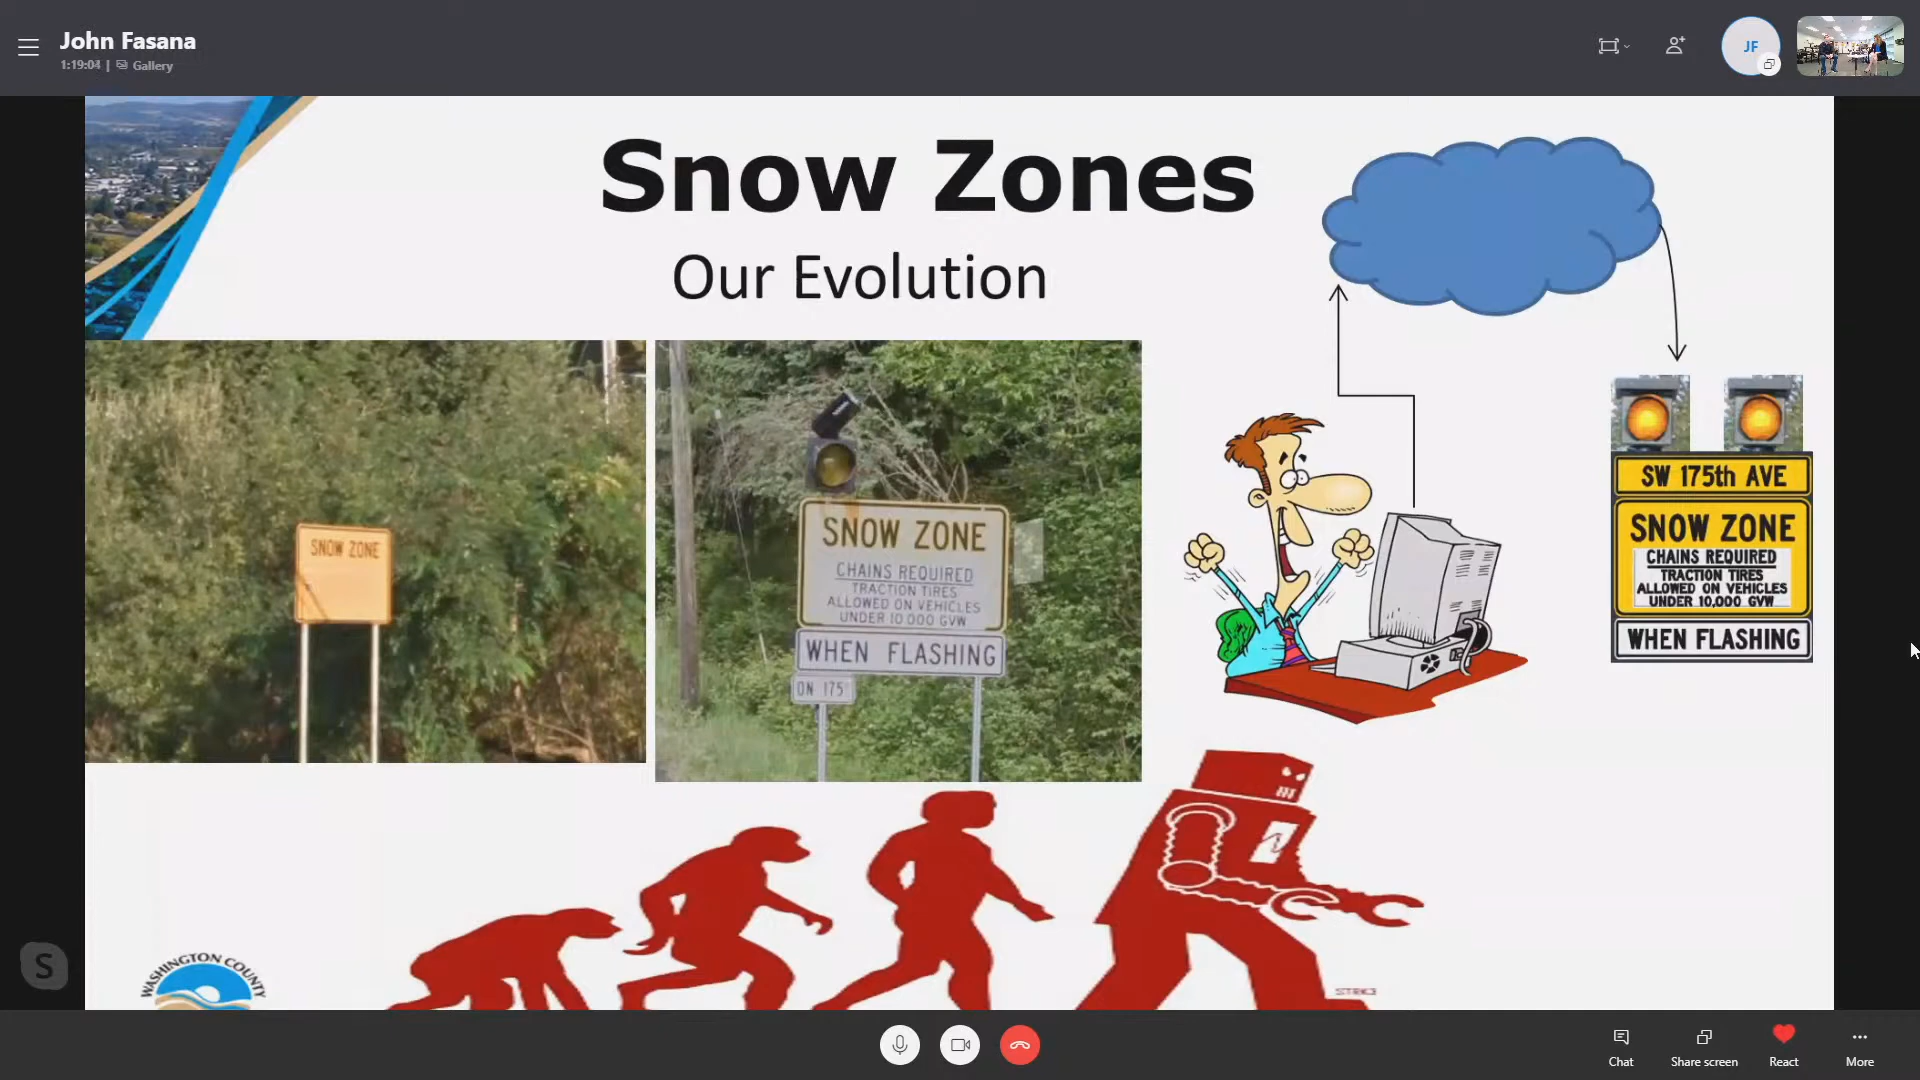 John Fasana
1:19:04 | Gallery
JF
Snow Zones
Our Evolution
SNOW ZONE
SNOW ZONE
CHAINS REQUIRED
TRACTION TIRES
ALLOWED ON VEHICLES
UNDER 10,000 GVW
WHEN FLASHING
ON 175
SW 175th AVE
SNOW ZONE
CHAINS REQUIRED
TRACTION TIRES
ALLOWED ON VEHICLES
UNDER 10,000 GVW
WHEN FLASHING
WASHINGTON COUNTY
S
Chat
Share screen
React
More